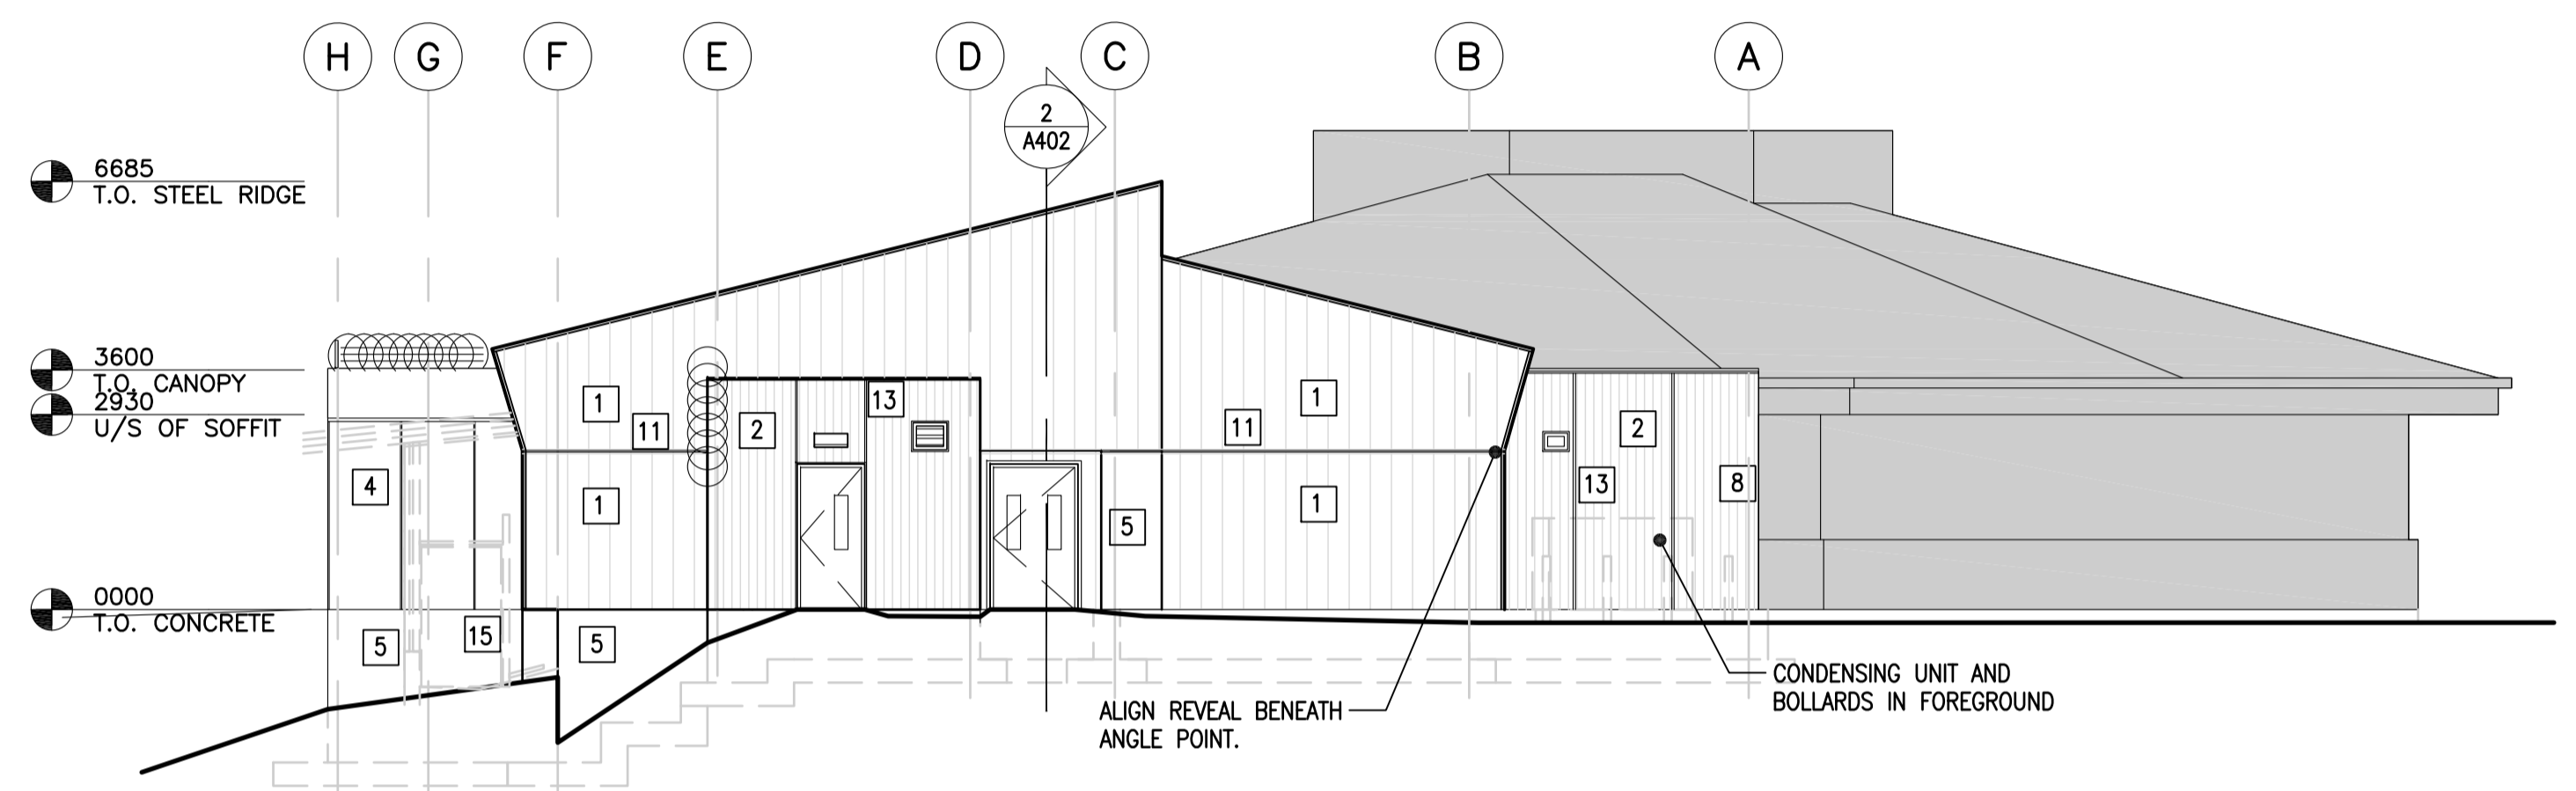 H G F E D C B A
2
A402
6685
T.O. STEEL RIDGE
3600
T.O. CANOPY
2930
U/S OF SOFFIT
0000
T.O. CONCRETE
1
11
2
13
4
1
5
15
5
5
11
1
1
2
13
8
ALIGN REVEAL BENEATH
ANGLE POINT.
CONDENSING UNIT AND
BOLLARDS IN FOREGROUND